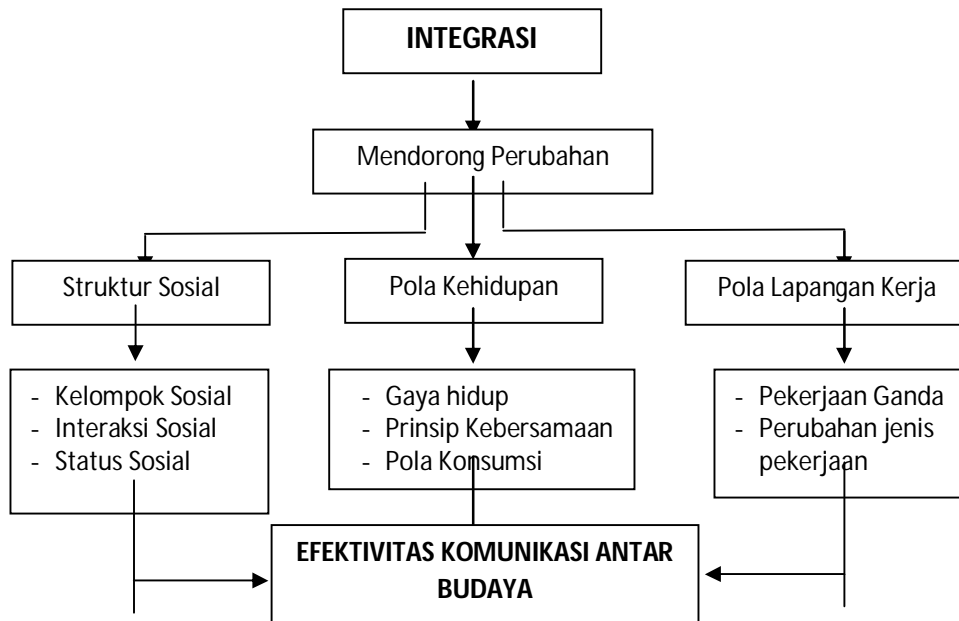 INTEGRASI
Mendorong Perubahan
Struktur Sosial
Pola Kehidupan
Pola Lapangan Kerja
- Kelompok Sosial
- Interaksi Sosial
- Status Sosial
- Gaya hidup
- Prinsip Kebersamaan
- Pola Konsumsi
- Pekerjaan Ganda
- Perubahan jenis
pekerjaan
EFEKTIVITAS KOMUNIKASI ANTAR
BUDAYA